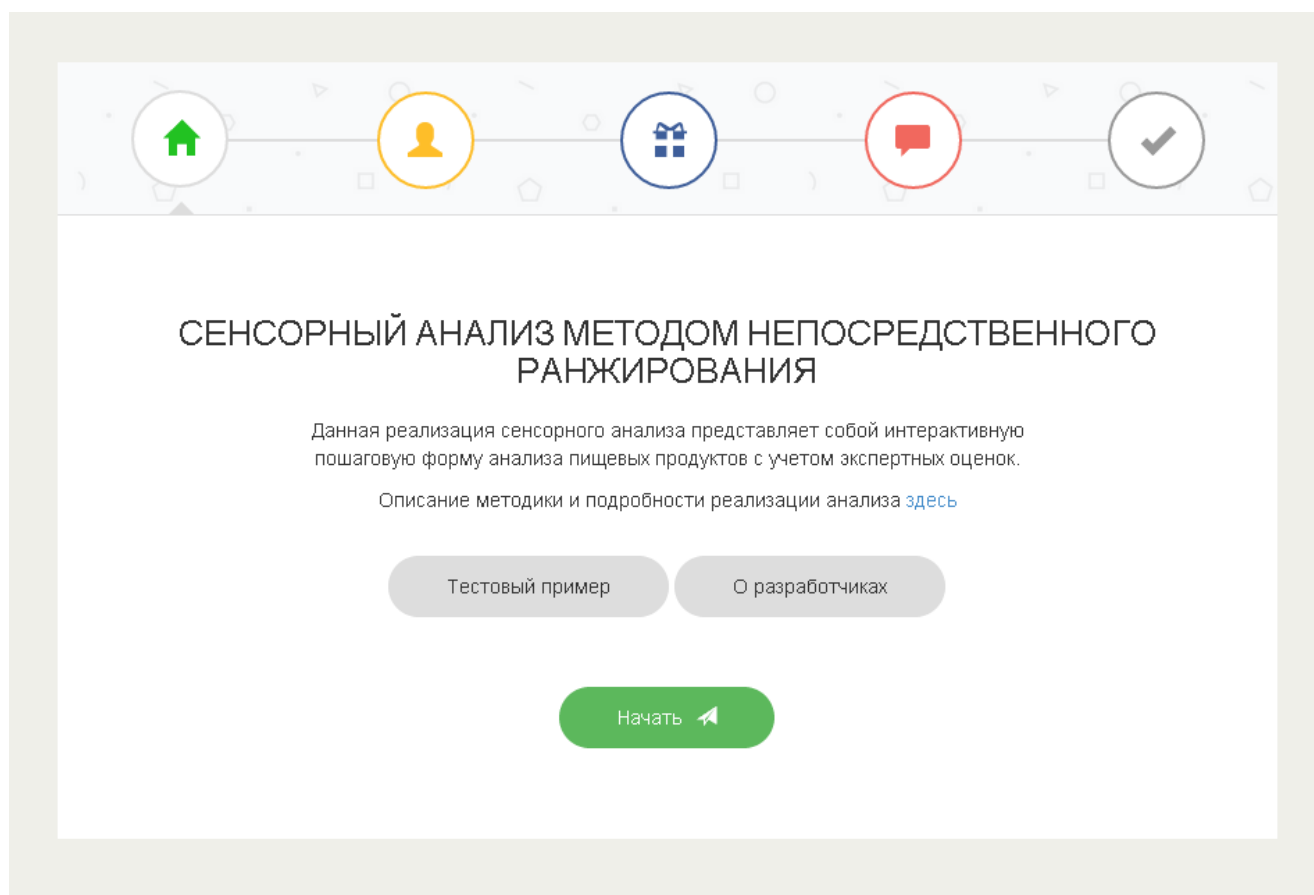 СЕНСОРНЫЙ АНАЛИЗ МЕТОДОМ НЕПОСРЕДСТВЕННОГО
РАНЖИРОВАНИЯ
Данная реализация сенсорного анализа представляет собой интерактивную
пошаговую форму анализа пищевых продуктов с учетом экспертных оценок.
Описание методики и подробности реализации анализа здесь
Тестовый пример
О разработчиках
Начать